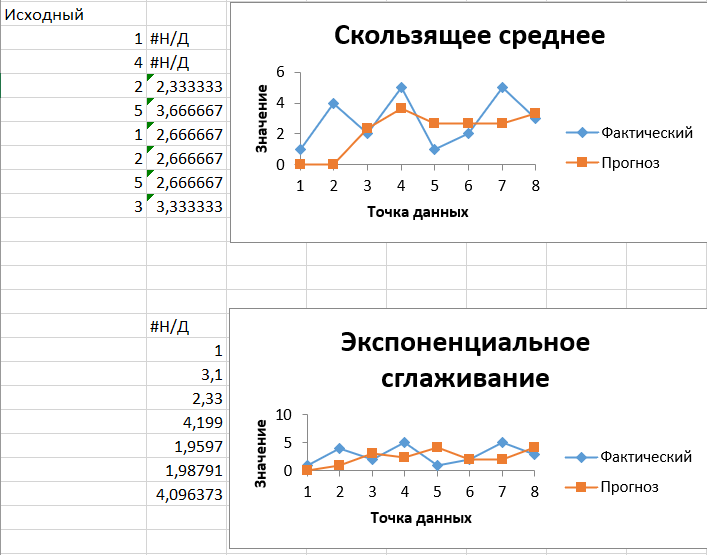 Исходный
1 #Н/Д
4 #Н/Д
2 2,333333
5 3,666667
1 2,666667
2 2,666667
5 2,666667
3 3,333333
Скользящее среднее
Значение
6
4
2
0
1 2 3 4 5 6 7 8
Точка данных
Фактический
Прогноз
#Н/Д
1
3,1
2,33
4,199
1,9597
1,98791
4,096373
Экспоненциальное
сглаживание
Значение
10
5
0
1 2 3 4 5 6 7 8
Точка данных
Фактический
Прогноз